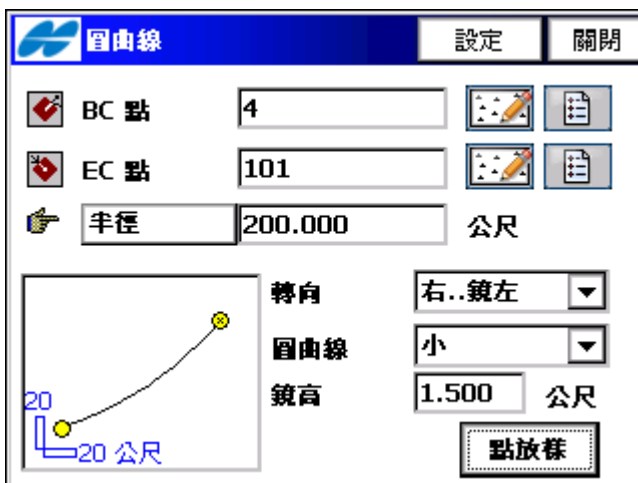 圓曲線 設定 關閉
BC 點 4
EC 點 101
半徑 200.000 公尺
轉向 右..鏡左
圓曲線 小
鏡高 1.500 公尺
20
20 公尺
點放樣